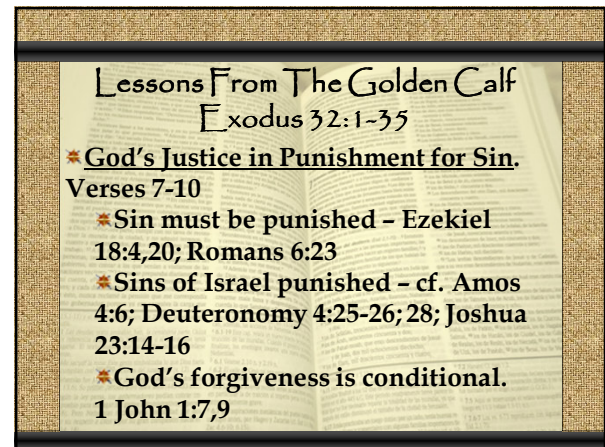 Lessons From The Golden Calf
Exodus 32:1-35
God's Justice in Punishment for Sin.
Verses 7-10
Sin must be punished – Ezekiel
18:4,20; Romans 6:23
Sins of Israel punished – cf. Amos
4:6; Deuteronomy 4:25-26; 28; Joshua
23:14-16
God's forgiveness is conditional.
1 John 1:7,9